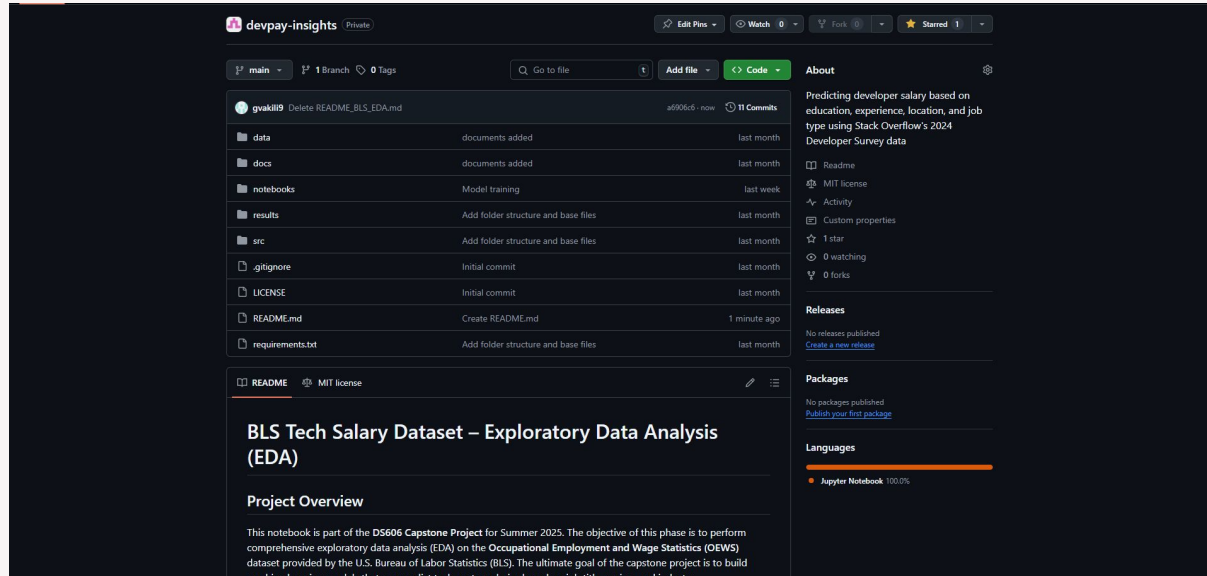 devpay-insights Private
Edit Pins Watch 0 Fork 0 Starred 1
main 1 Branch 0 Tags Go to file t Add file Code
gvakili9 Delete README_BLS_EDA.md a6906c6 · now 11 Commits
data documents added last month
docs documents added last month
notebooks Model training last week
results Add folder structure and base files last month
src Add folder structure and base files last month
.gitignore Initial commit last month
LICENSE Initial commit last month
README.md Create README.md 1 minute ago
requirements.txt Add folder structure and base files last month
README MIT license
BLS Tech Salary Dataset – Exploratory Data Analysis
(EDA)
Project Overview
This notebook is part of the DS606 Capstone Project for Summer 2025. The objective of this phase is to perform
comprehensive exploratory data analysis (EDA) on the Occupational Employment and Wage Statistics (OEWS)
dataset provided by the U.S. Bureau of Labor Statistics (BLS). The ultimate goal of the capstone project is to build
About
Predicting developer salary based on
education, experience, location, and job
type using Stack Overflow's 2024
Developer Survey data
Readme
MIT license
Activity
Custom properties
1 star
0 watching
0 forks
Releases
No releases published
Create a new release
Packages
No packages published
Publish your first package
Languages
Jupyter Notebook 100.0%